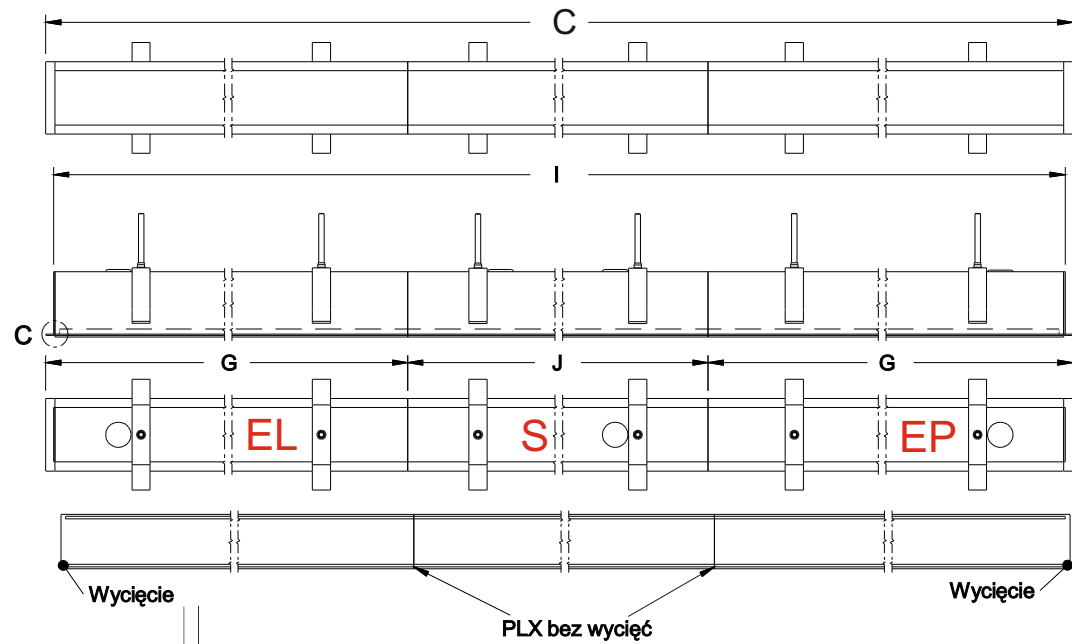 C
I
C
G J G
EL S EP
Wycięcie Wycięcie
PLX bez wycięć